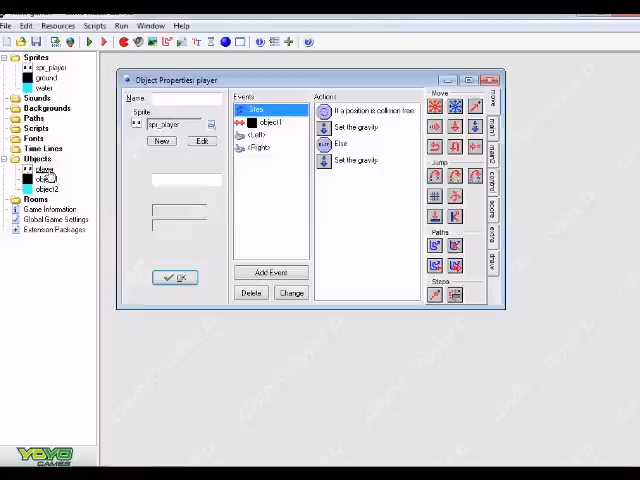 File Edit Resources Scripts Run Window Help
Sprites
spr_player
ground
water
Sounds
Backgrounds
Paths
Scripts
Fonts
Time Lines
Objects
object2
Rooms
Game Information
Global Game Settings
Extension Packages
Object Properties: player
Name:
Sprite
spr_player
New Edit
OK
Events:
Step
object1
<Left>
<Right>
Add Event
Delete Change
Actions:
If a position is collision free
Set the gravity
Else
Set the gravity
Move
Jump
Paths
Steps
move
main1
main2
control
score
extra
draw
YOYO
GAMES